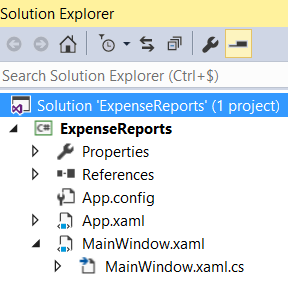 Solution Explorer
Search Solution Explorer (Ctrl+$)
Solution 'ExpenseReports' (1 project)
C# ExpenseReports
Properties
References
App.config
App.xaml
MainWindow.xaml
MainWindow.xaml.cs